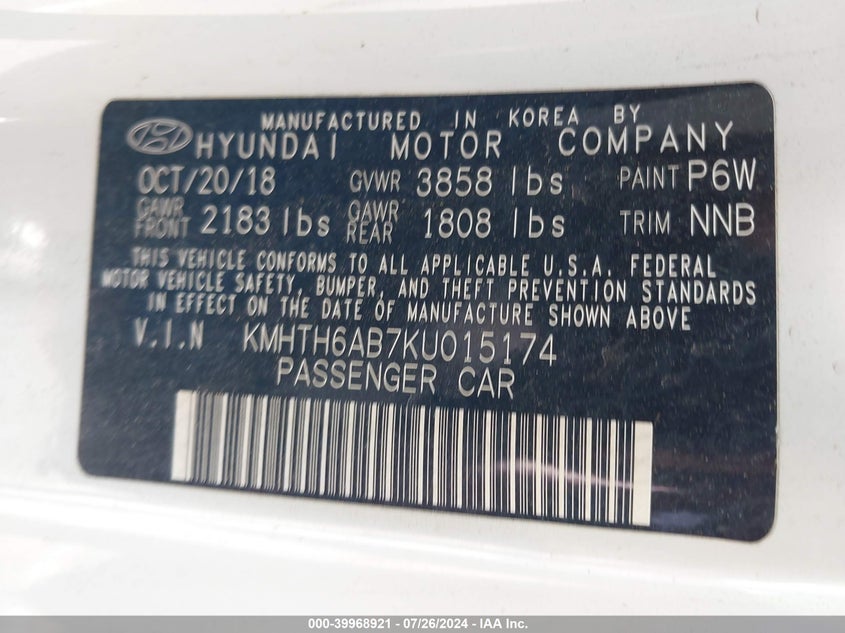 MANUFACTURED IN KOREA BY
HYUNDAI MOTOR COMPANY
OCT/20/18 GVWR 3858 lbs PAINT P6W
GAWR FRONT 2183 lbs GAWR REAR 1808 lbs TRIM NNB
THIS VEHICLE CONFORMS TO ALL APPLICABLE U.S.A. FEDERAL
MOTOR VEHICLE SAFETY, BUMPER, AND THEFT PREVENTION STANDARDS
IN EFFECT ON THE DATE OF MANUFACTURE SHOWN ABOVE
V.I.N KMHTH6AB7KU015174
PASSENGER CAR
000-39968921 - 07/26/2024 - IAA Inc.